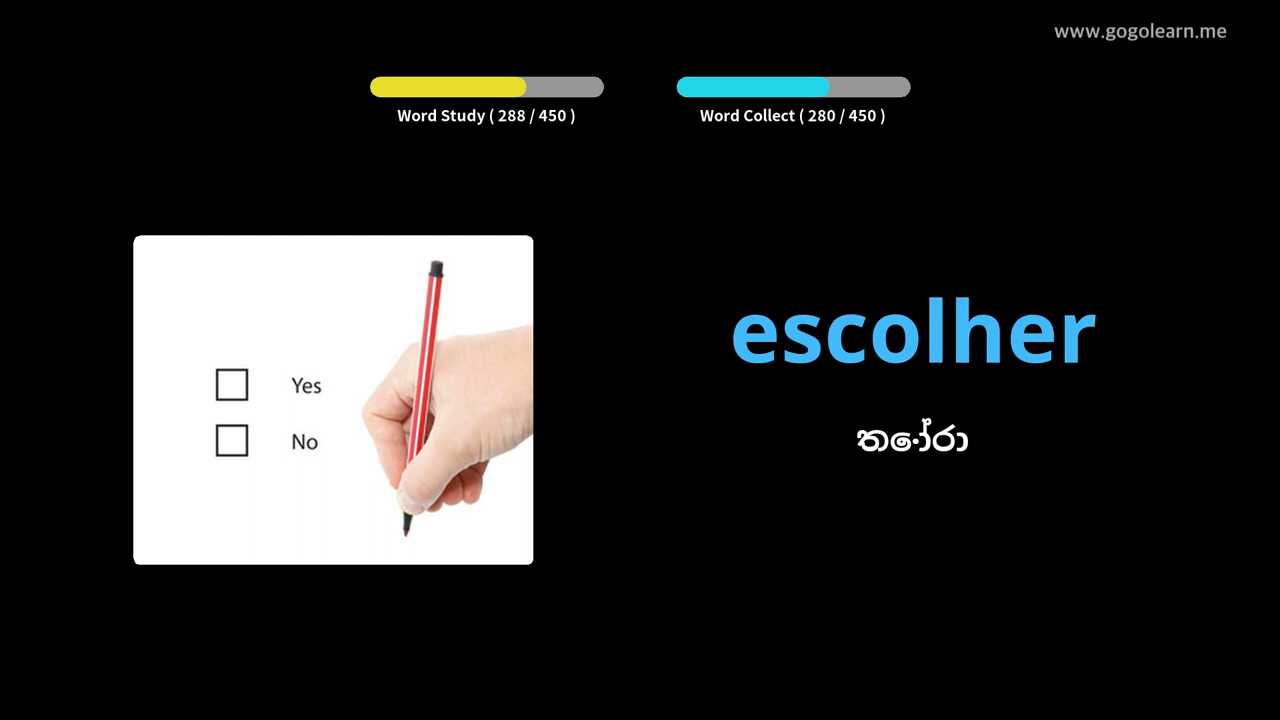 www.gogolearn.me
Word Study ( 288 / 450 )
Word Collect ( 280 / 450 )
Yes
No
escolher
තෝරා